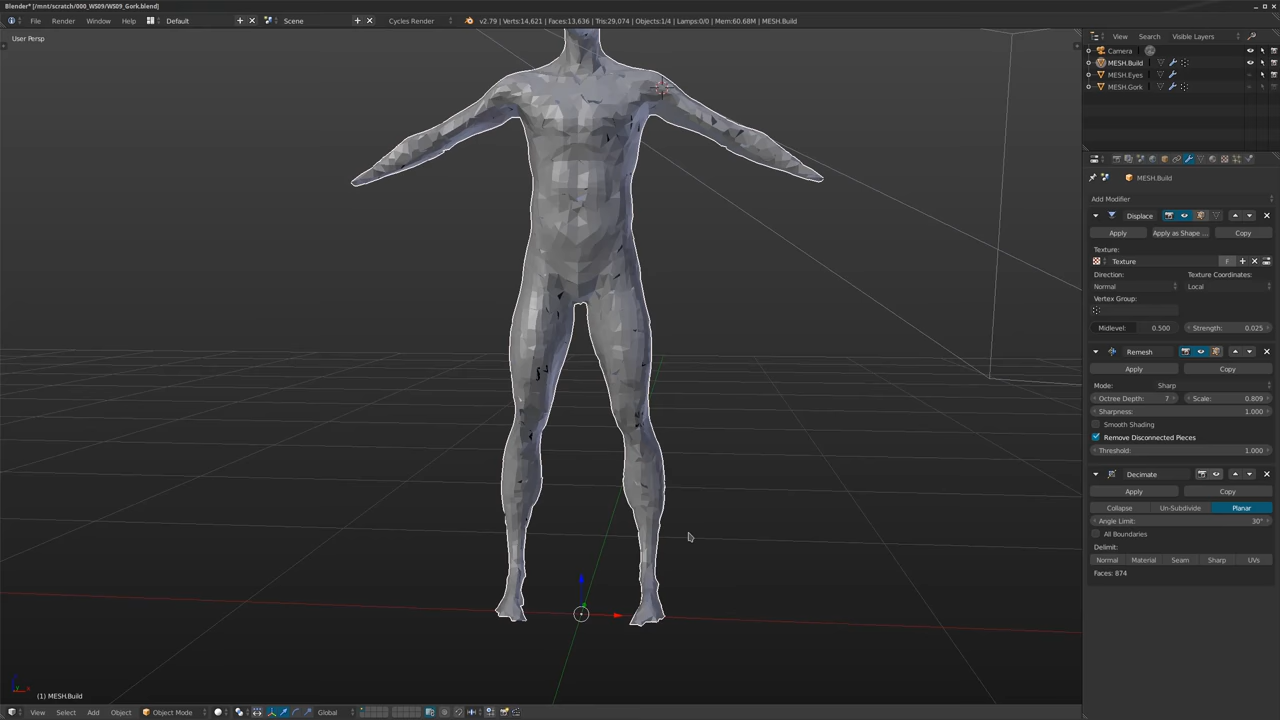 Blender* [/mnt/scratch/000_WS09/WS09_Gork.blend]
File Render Window Help Default Scene Cycles Render v2.79 | Verts:14,621 | Faces:13,636 | Tris:29,074 | Objects:1/4 | Lamps:0/0 | Mem:60.68M | MESH.Build
User Persp
View Search Visible Layers
Camera
MESH.Build
MESH.Eyes
MESH.Gork
MESH.Build
Add Modifier
Displace
Apply Apply as Shape ... Copy
Texture:
Texture F
Direction: Texture Coordinates:
Normal Local
Vertex Group:
Midlevel: 0.500 Strength: 0.025
Remesh
Apply Copy
Mode: Sharp
Octree Depth: 7 Scale: 0.809
Sharpness: 1.000
Smooth Shading
Remove Disconnected Pieces
Threshold: 1.000
Decimate
Apply Copy
Collapse Un-Subdivide Planar
Angle Limit: 30°
All Boundaries
Delimit:
Normal Material Seam Sharp UVs
Faces: 874
(1) MESH.Build
View Select Add Object Object Mode Global